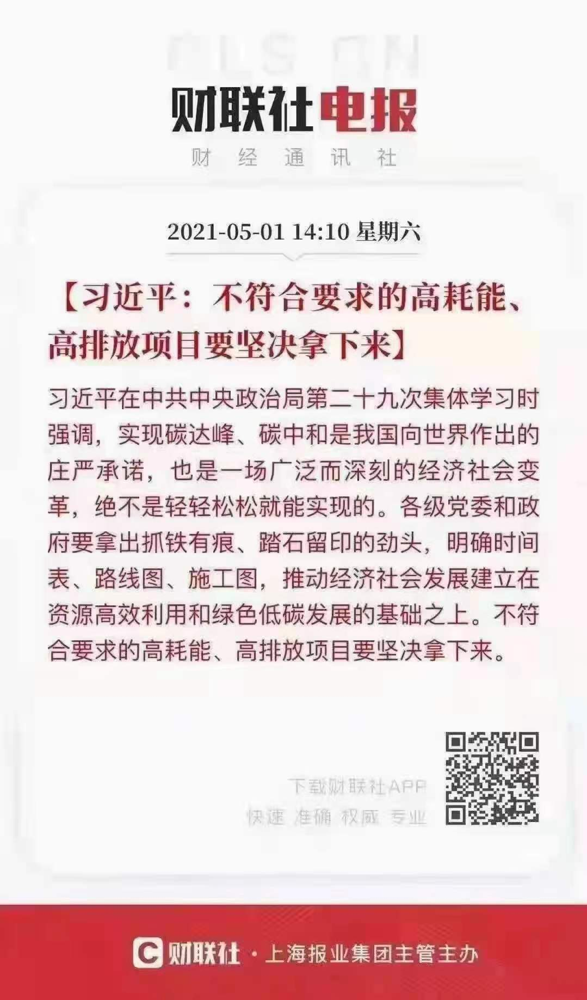 CLS CN
财联社电报
财经通讯社
2021-05-01 14:10 星期六
【习近平：不符合要求的高耗能、
高排放项目要坚决拿下来】
习近平在中共中央政治局第二十九次集体学习时
强调，实现碳达峰、碳中和是我国向世界作出的
庄严承诺，也是一场广泛而深刻的经济社会变
革，绝不是轻轻松松就能实现的。各级党委和政
府要拿出抓铁有痕、踏石留印的劲头，明确时间
表、路线图、施工图，推动经济社会发展建立在
资源高效利用和绿色低碳发展的基础之上。不符
合要求的高耗能、高排放项目要坚决拿下来。
下载财联社APP
快速 准确 权威 专业
C 财联社·上海报业集团主管主办